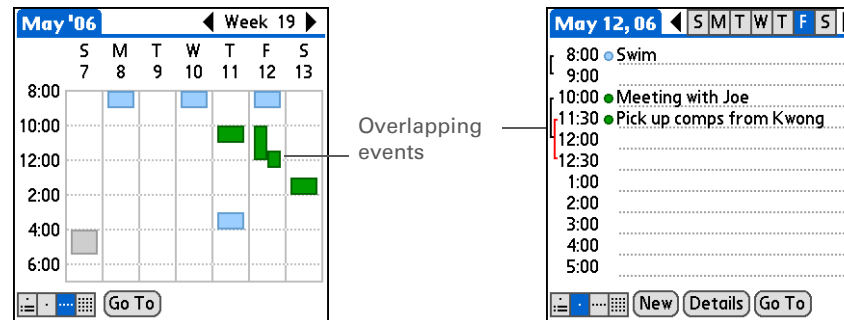 May '06 Week 19
S M T W T F S
7 8 9 10 11 12 13
8:00
10:00
12:00
2:00
4:00
6:00
Go To
Overlapping
events
May 12, 06 S M T W T F S
8:00 Swim
9:00
10:00 Meeting with Joe
11:30 Pick up comps from Kwong
12:00
12:30
1:00
2:00
3:00
4:00
5:00
New Details Go To